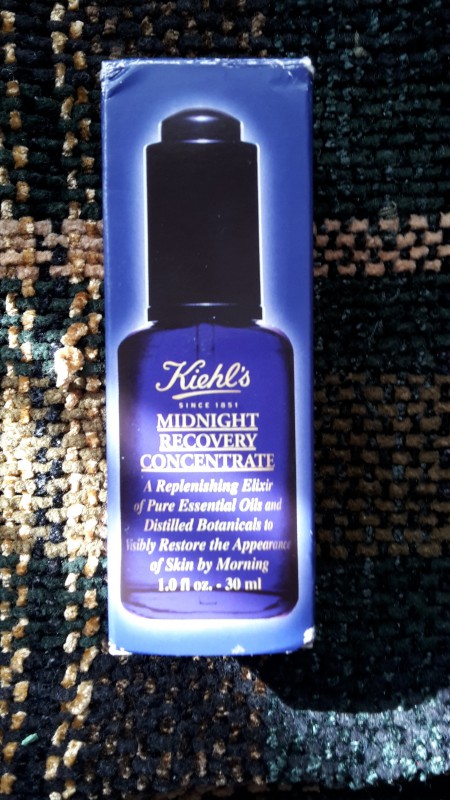 Kiehl's
SINCE 1851
MIDNIGHT
RECOVERY
CONCENTRATE
A Replenishing Elixir
of Pure Essential Oils and
Distilled Botanicals to
Visibly Restore the Appearance
of Skin by Morning
1.0 fl oz. - 30 ml